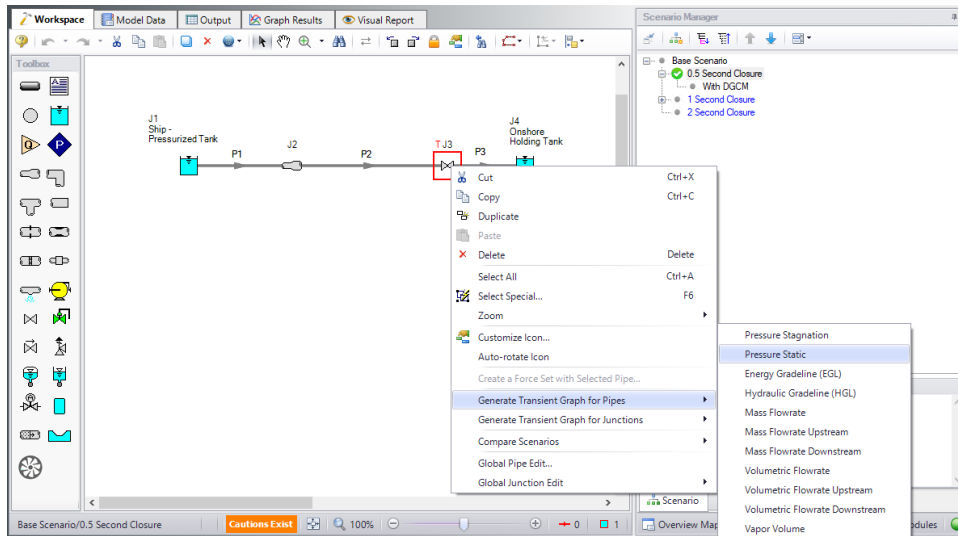 Workspace
Model Data
Output
Graph Results
Visual Report
Scenario Manager
Toolbox
Base Scenario
0.5 Second Closure
With DGCM
1 Second Closure
2 Second Closure
J1
Ship -
Pressurized Tank
P1
J2
P2
T J3
P3
J4
Onshore
Holding Tank
Cut Ctrl+X
Copy Ctrl+C
Duplicate
Paste
Delete Delete
Select All Ctrl+A
Select Special... F6
Zoom
Customize Icon...
Auto-rotate Icon
Create a Force Set with Selected Pipe...
Generate Transient Graph for Pipes
Generate Transient Graph for Junctions
Compare Scenarios
Global Pipe Edit...
Global Junction Edit
Pressure Stagnation
Pressure Static
Energy Gradeline (EGL)
Hydraulic Gradeline (HGL)
Mass Flowrate
Mass Flowrate Upstream
Mass Flowrate Downstream
Volumetric Flowrate
Volumetric Flowrate Upstream
Volumetric Flowrate Downstream
Vapor Volume
Scenario
Base Scenario/0.5 Second Closure
Cautions Exist
100%
0
1
Overview Map